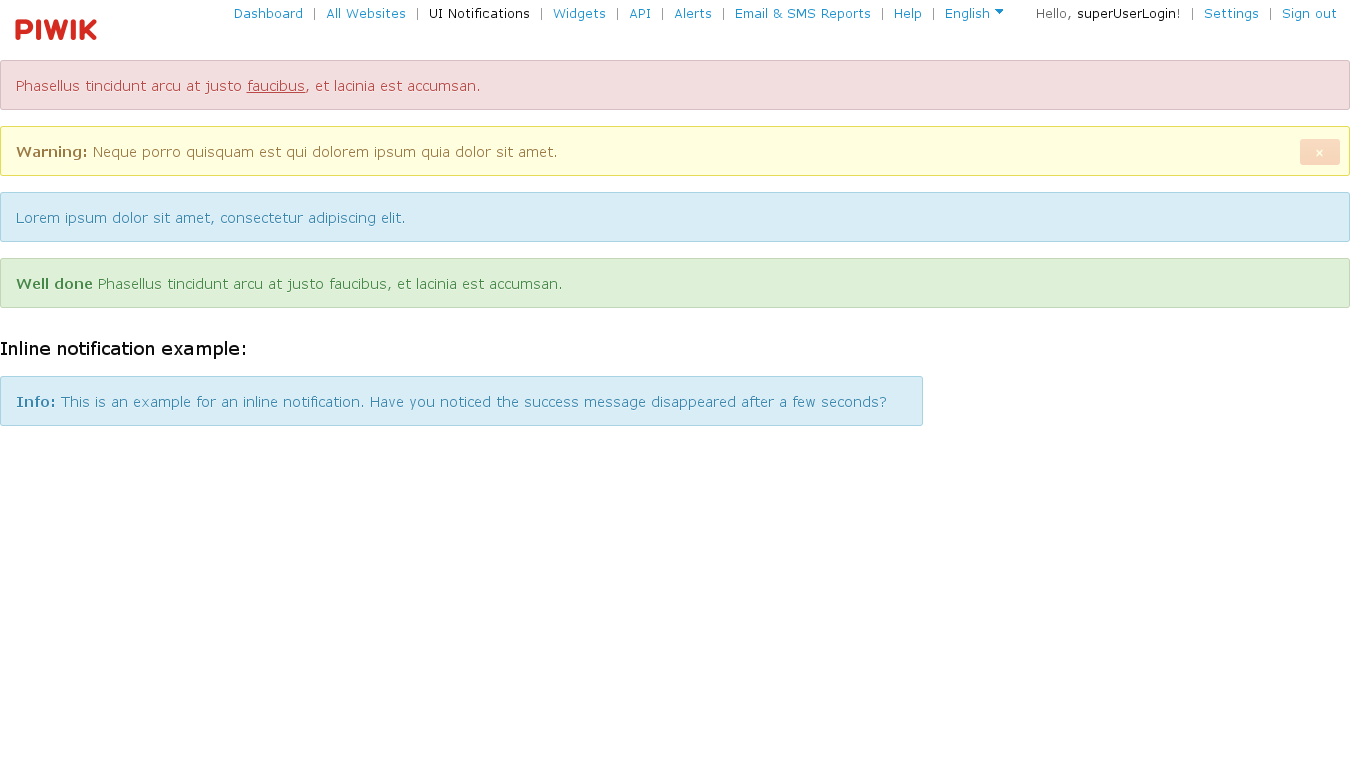 PIWIK
Dashboard | All Websites | UI Notifications | Widgets | API | Alerts | Email & SMS Reports | Help | English Hello, superUserLogin! | Settings | Sign out
Phasellus tincidunt arcu at justo faucibus, et lacinia est accumsan.
Warning: Neque porro quisquam est qui dolorem ipsum quia dolor sit amet. ×
Lorem ipsum dolor sit amet, consectetur adipiscing elit.
Well done Phasellus tincidunt arcu at justo faucibus, et lacinia est accumsan.
Inline notification example:
Info: This is an example for an inline notification. Have you noticed the success message disappeared after a few seconds?